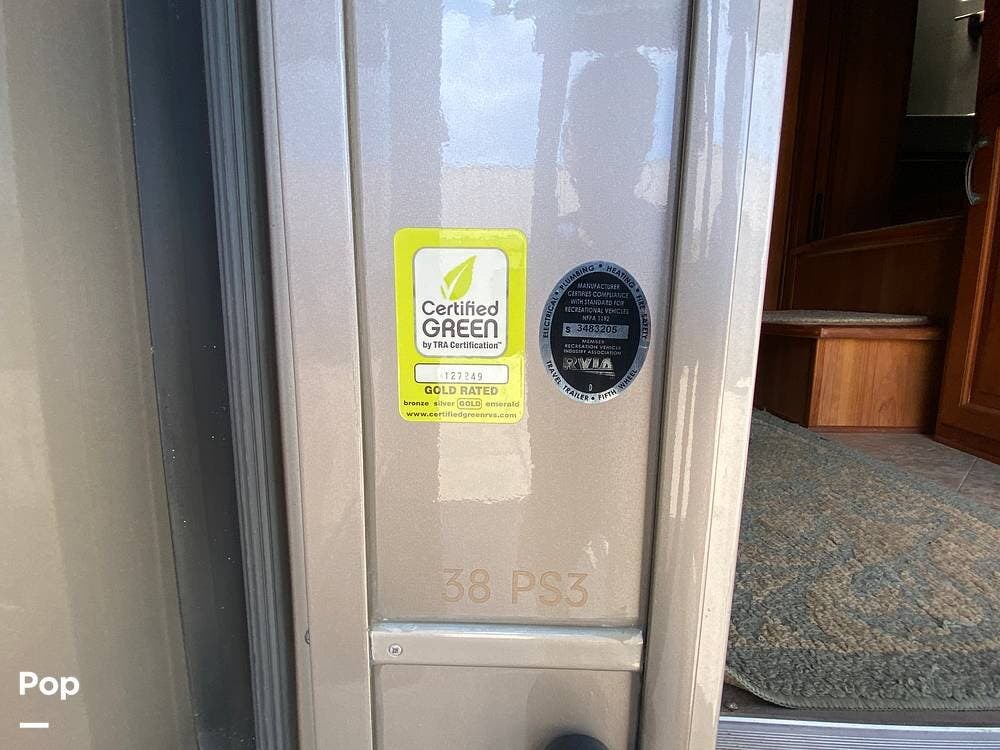 Certified
GREEN
by TRA Certification™
127249
GOLD RATED
bronze silver GOLD emerald
www.certifiedgreenrvs.com
ELECTRICAL • PLUMBING • HEATING • FIRE SAFETY
MANUFACTURER
CERTIFIES COMPLIANCE
WITH STANDARD FOR
RECREATIONAL VEHICLES
NFPA 1192
S 3483205
MEMBER
RECREATION VEHICLE
INDUSTRY ASSOCIATION
RVIA
D
TRAVEL TRAILER • FIFTH WHEEL
38 PS3
Pop